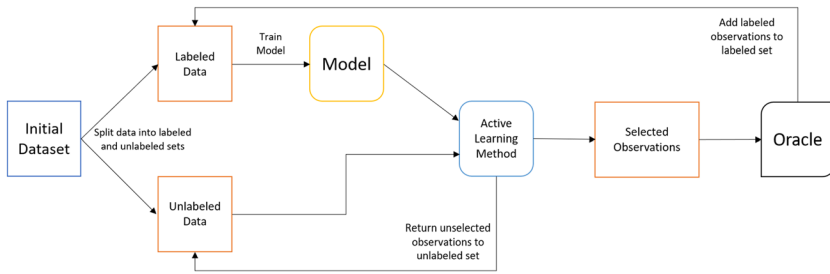 Initial
Dataset
Split data into labeled
and unlabeled sets
Labeled
Data
Train
Model
Model
Unlabeled
Data
Active
Learning
Method
Return unselected
observations to
unlabeled set
Selected
Observations
Oracle
Add labeled
observations to
labeled set